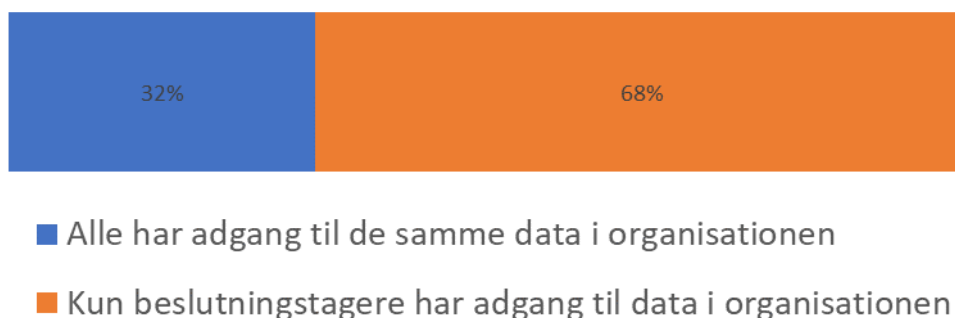 32%
68%
Alle har adgang til de samme data i organisationen
Kun beslutningstagere har adgang til data i organisationen